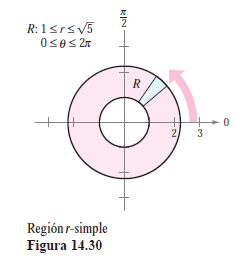 R: 1 ≤ r ≤ √5
0 ≤ θ ≤ 2π
π
2
R
2
3
0
Región r-simple
Figura 14.30